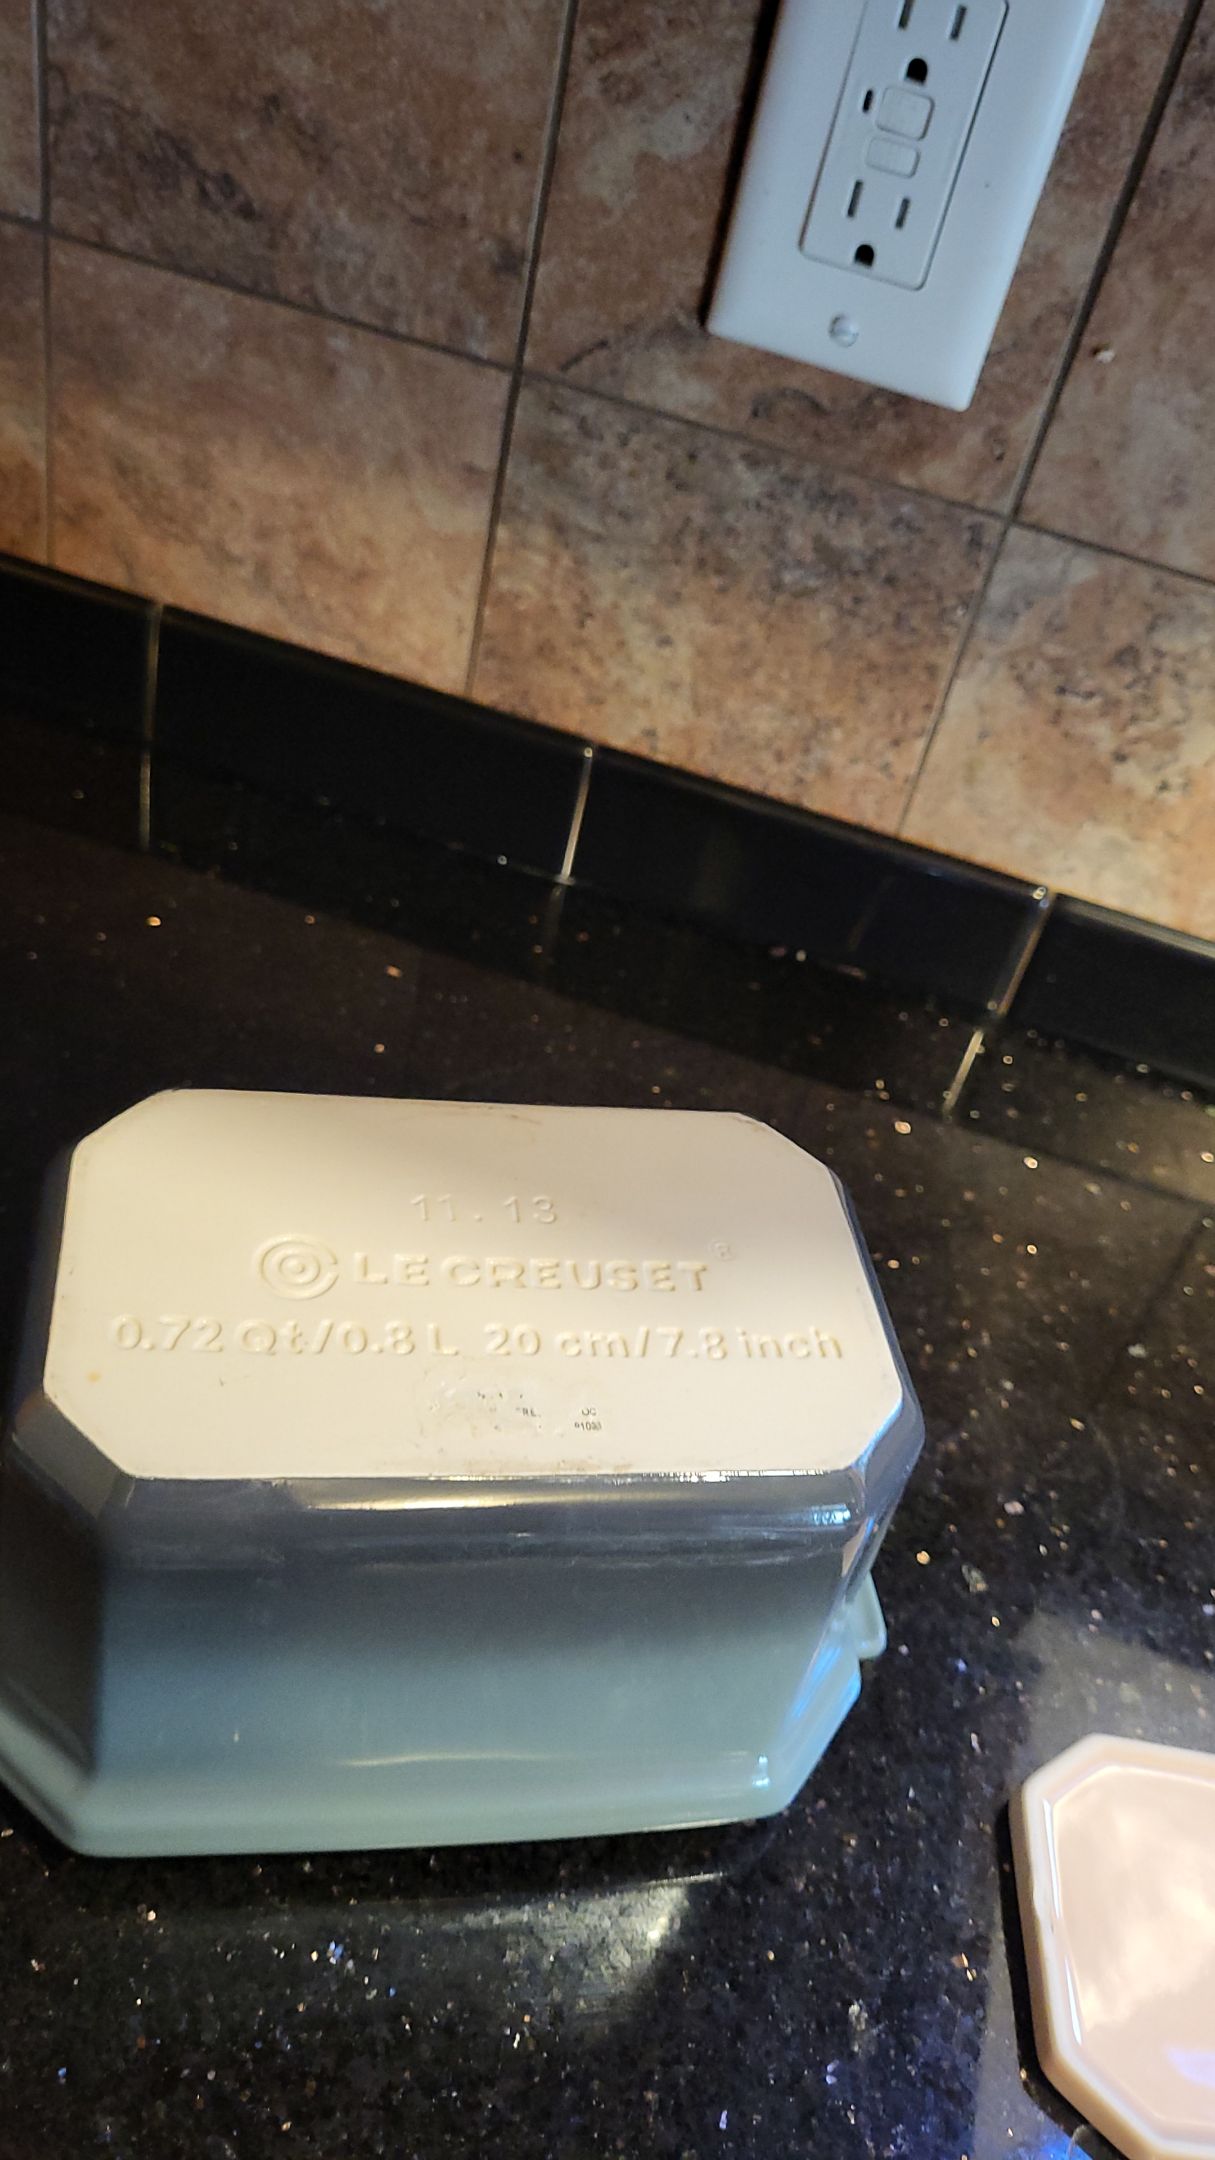 11.13
LE CREUSET®
0.72 Qt/0.8 L 20 cm/7.8 inch